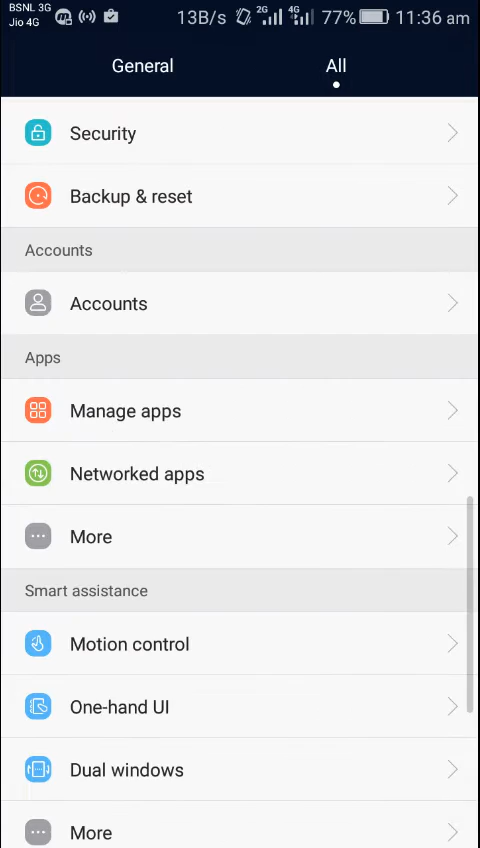 BSNL 3G
Jio 4G
13B/s 2G 4G 77% 11:36 am
General All
Security
Backup & reset
Accounts
Accounts
Apps
Manage apps
Networked apps
More
Smart assistance
Motion control
One-hand UI
Dual windows
More